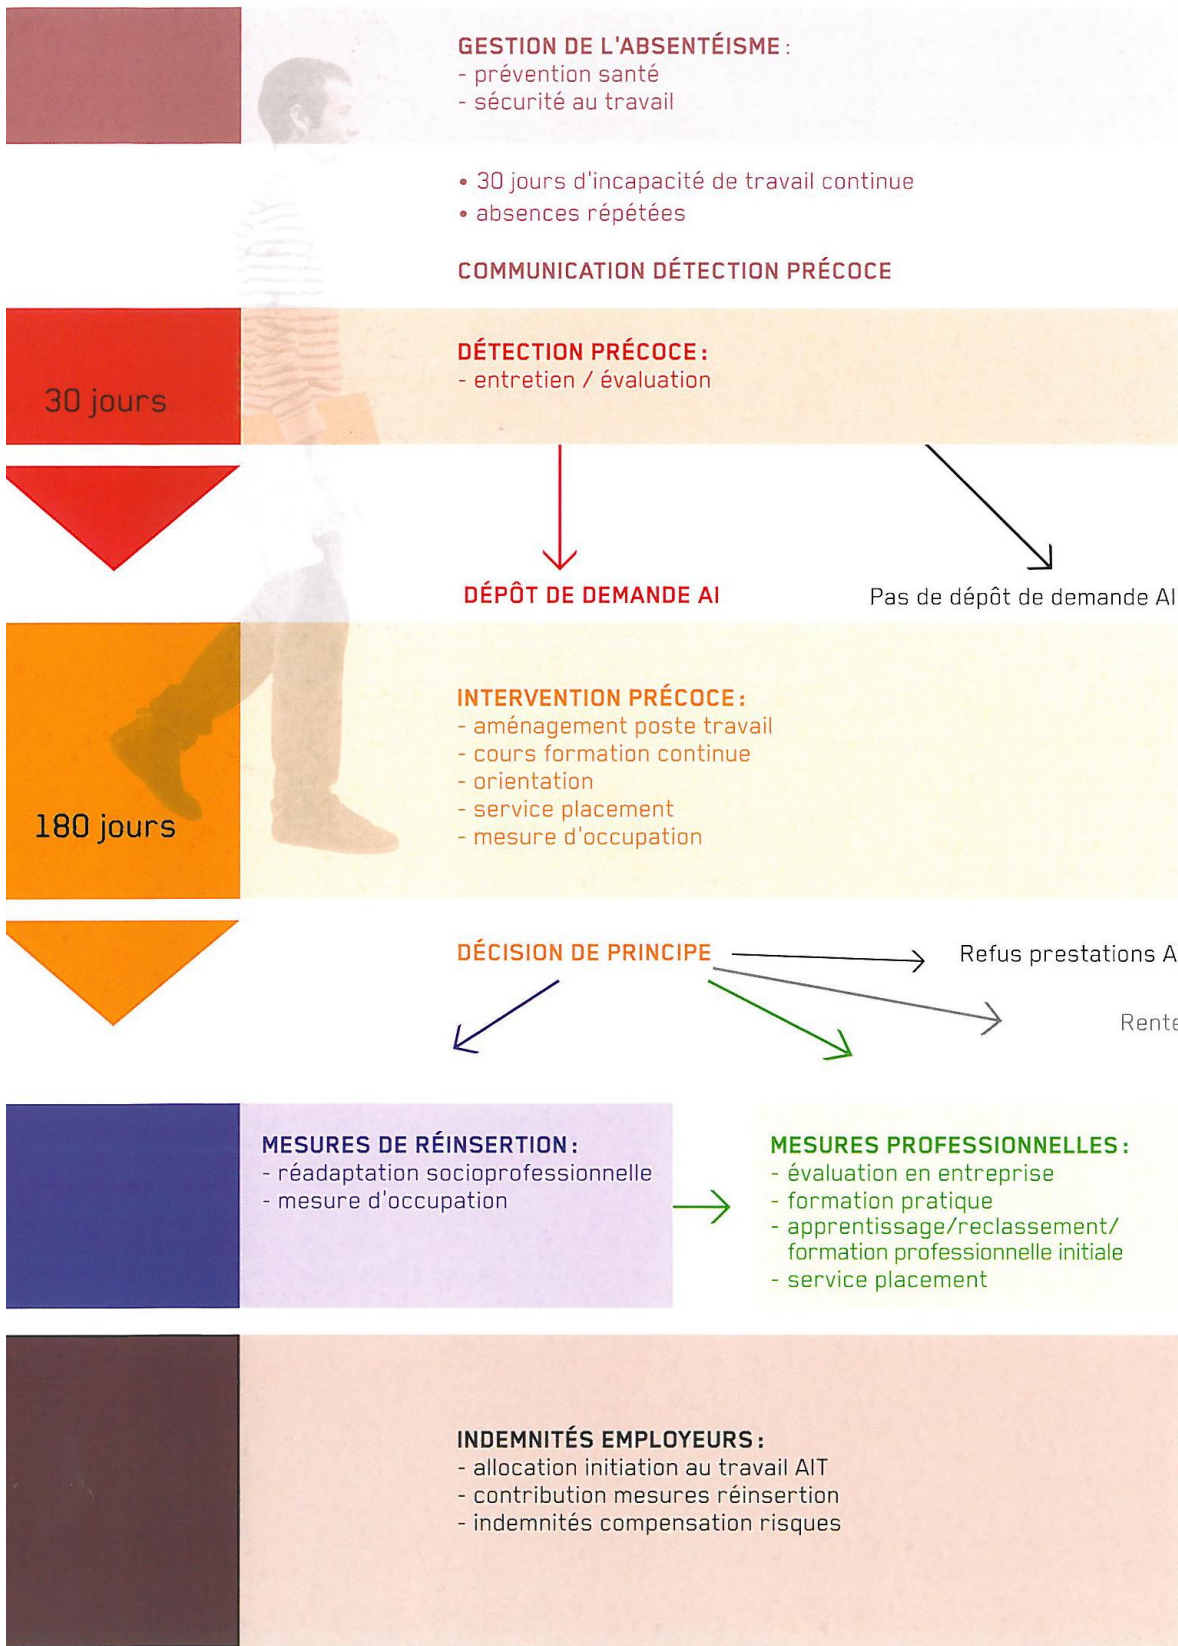 GESTION DE L'ABSENTÉISME :
- prévention santé
- sécurité au travail
• 30 jours d'incapacité de travail continue
• absences répétées
COMMUNICATION DÉTECTION PRÉCOCE
30 jours
DÉTECTION PRÉCOCE :
- entretien / évaluation
DÉPÔT DE DEMANDE AI
Pas de dépôt de demande AI
180 jours
INTERVENTION PRÉCOCE :
- aménagement poste travail
- cours formation continue
- orientation
- service placement
- mesure d'occupation
DÉCISION DE PRINCIPE
Refus prestations A
Rente
MESURES DE RÉINSERTION :
- réadaptation socioprofessionnelle
- mesure d'occupation
MESURES PROFESSIONNELLES :
- évaluation en entreprise
- formation pratique
- apprentissage/reclassement/
formation professionnelle initiale
- service placement
INDEMNITÉS EMPLOYEURS :
- allocation initiation au travail AIT
- contribution mesures réinsertion
- indemnités compensation risques